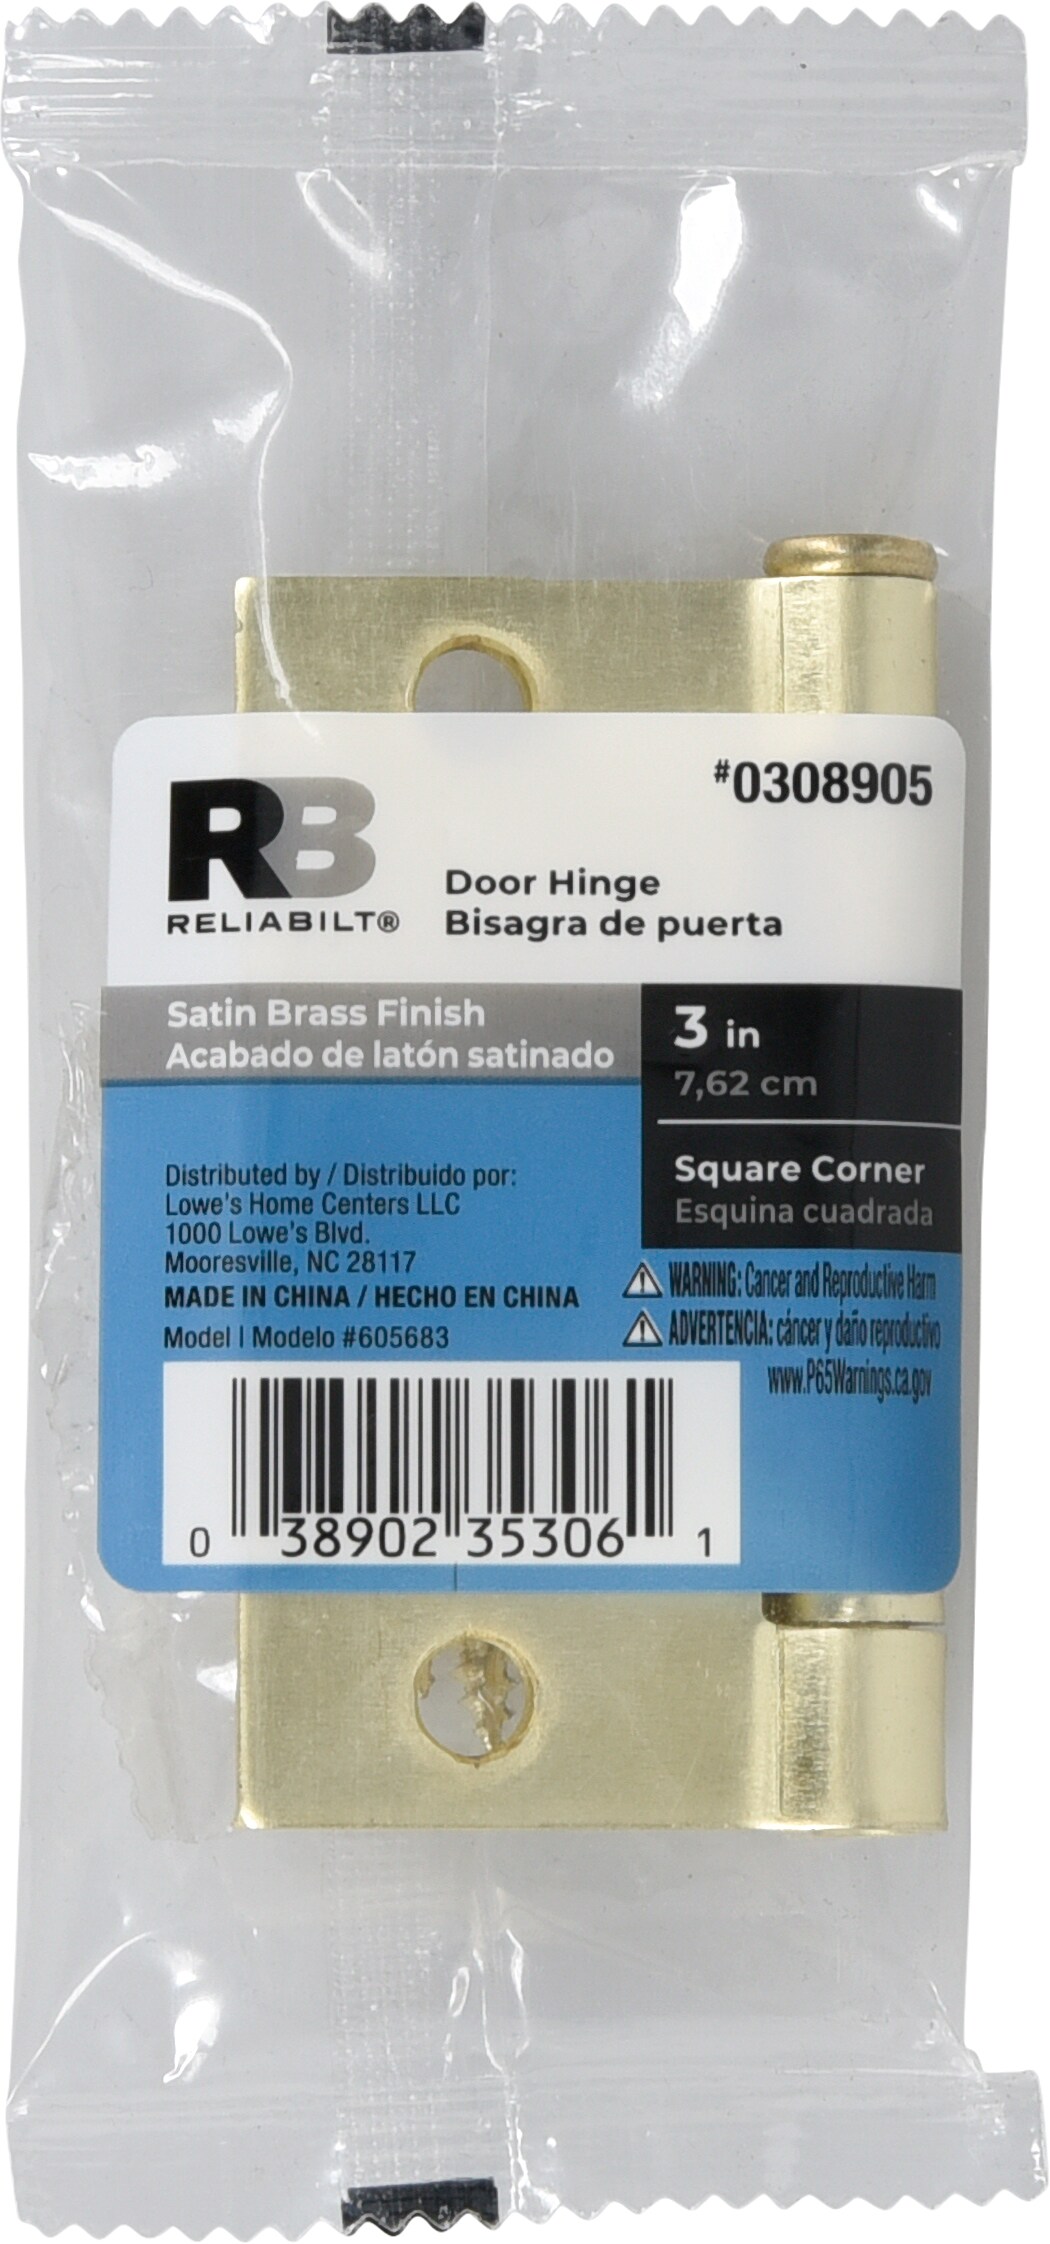 #0308905
RB
RELIABILT®
Door Hinge
Bisagra de puerta
Satin Brass Finish
Acabado de latón satinado
3 in
7,62 cm
Square Corner
Esquina cuadrada
Distributed by / Distribuido por:
Lowe's Home Centers LLC
1000 Lowe's Blvd.
Mooresville, NC 28117
MADE IN CHINA / HECHO EN CHINA
Model | Modelo #605683
WARNING: Cancer and Reproductive Harm
ADVERTENCIA: cáncer y daño reproductivo
www.P65Warnings.ca.gov
0 38902 35306 1